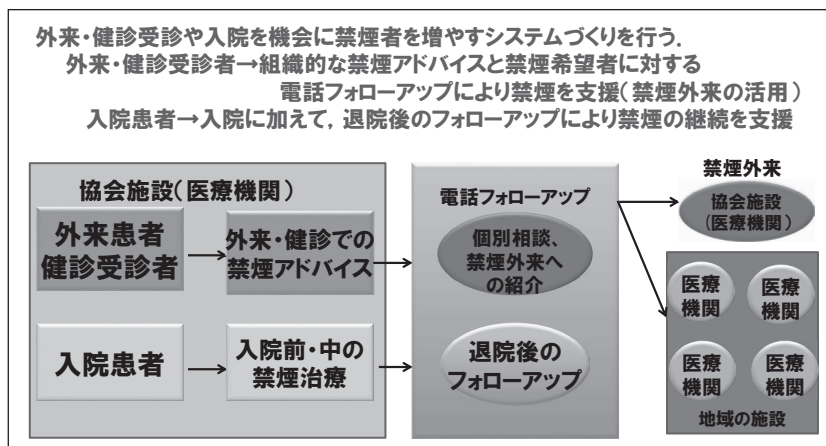 外来・健診受診や入院を機会に禁煙者を増やすシステムづくりを行う.
外来・健診受診者→組織的な禁煙アドバイスと禁煙希望者に対する
電話フォローアップにより禁煙を支援(禁煙外来の活用)
入院患者→入院に加えて, 退院後のフォローアップにより禁煙の継続を支援
協会施設(医療機関)
外来患者
健診受診者
外来・健診での
禁煙アドバイス
入院患者
入院前・中の
禁煙治療
電話フォローアップ
個別相談、
禁煙外来へ
の紹介
退院後の
フォローアップ
禁煙外来
協会施設
(医療機関)
医療
機関
医療
機関
医療
機関
医療
機関
地域の施設